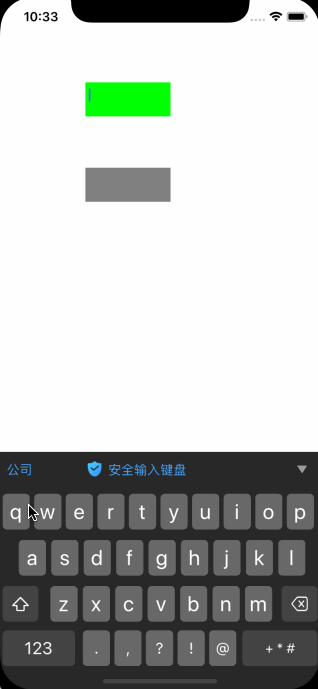 10:33
公司 安全输入键盘
q w e r t y u i o p
a s d f g h j k l
z x c v b n m
123 . , ? ! @ + * #